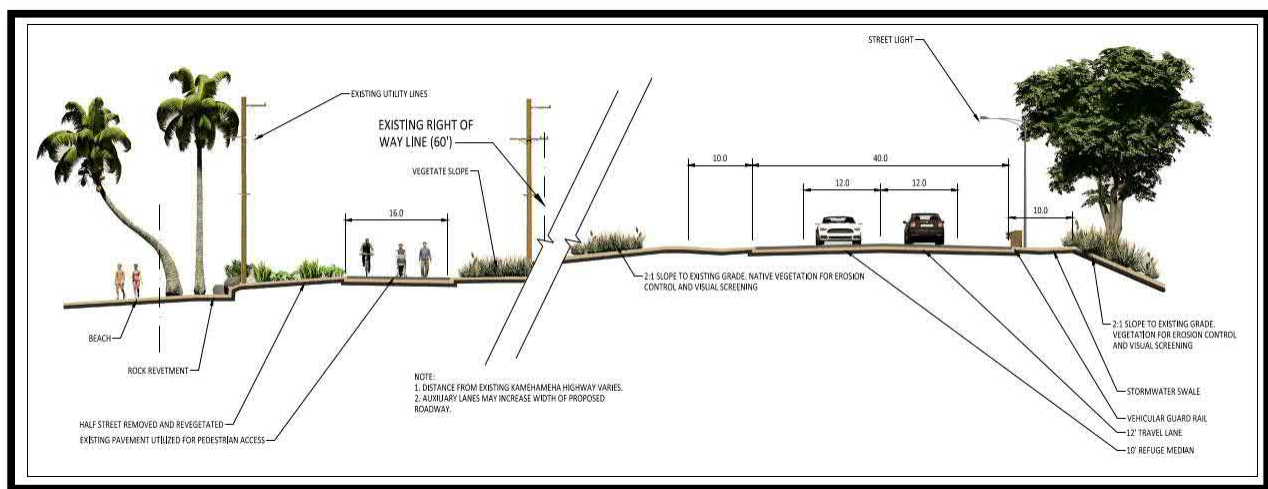 STREET LIGHT
EXISTING UTILITY LINES
EXISTING RIGHT OF
WAY LINE (60')
VEGETATE SLOPE
10.0
40.0
12.0
12.0
16.0
10.0
2:1 SLOPE TO EXISTING GRADE. NATIVE VEGETATION FOR EROSION
CONTROL AND VISUAL SCREENING
2:1 SLOPE TO EXISTING GRADE.
VEGETATION FOR EROSION CONTROL
AND VISUAL SCREENING
BEACH
ROCK REVETMENT
NOTE:
1. DISTANCE FROM EXISTING KAMEHAMEHA HIGHWAY VARIES.
2. AUXILIARY LANES MAY INCREASE WIDTH OF PROPOSED
ROADWAY.
STORMWATER SWALE
HALF STREET REMOVED AND REVEGETATED
VEHICULAR GUARD RAIL
EXISTING PAVEMENT UTILIZED FOR PEDESTRIAN ACCESS
12' TRAVEL LANE
10' REFUGE MEDIAN